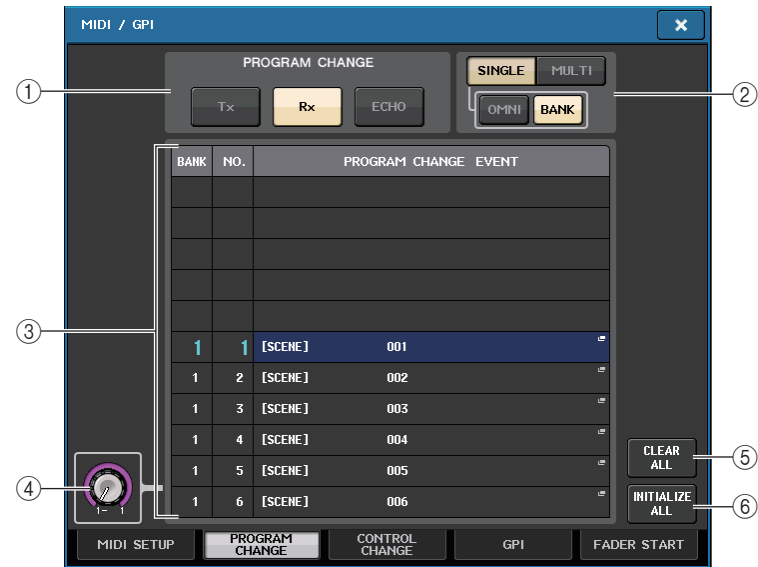 MIDI / GPI
PROGRAM CHANGE
SINGLE MULTI
① Tx Rx ECHO
OMNI BANK ②
BANK NO. PROGRAM CHANGE EVENT
③ 1 1 [SCENE] 001
1 2 [SCENE] 002
1 3 [SCENE] 003
1 4 [SCENE] 004
CLEAR ALL ⑤
1 5 [SCENE] 005
④ 1- 1
1 6 [SCENE] 006
INITIALIZE ALL ⑥
MIDI SETUP PROGRAM CHANGE CONTROL CHANGE GPI FADER START